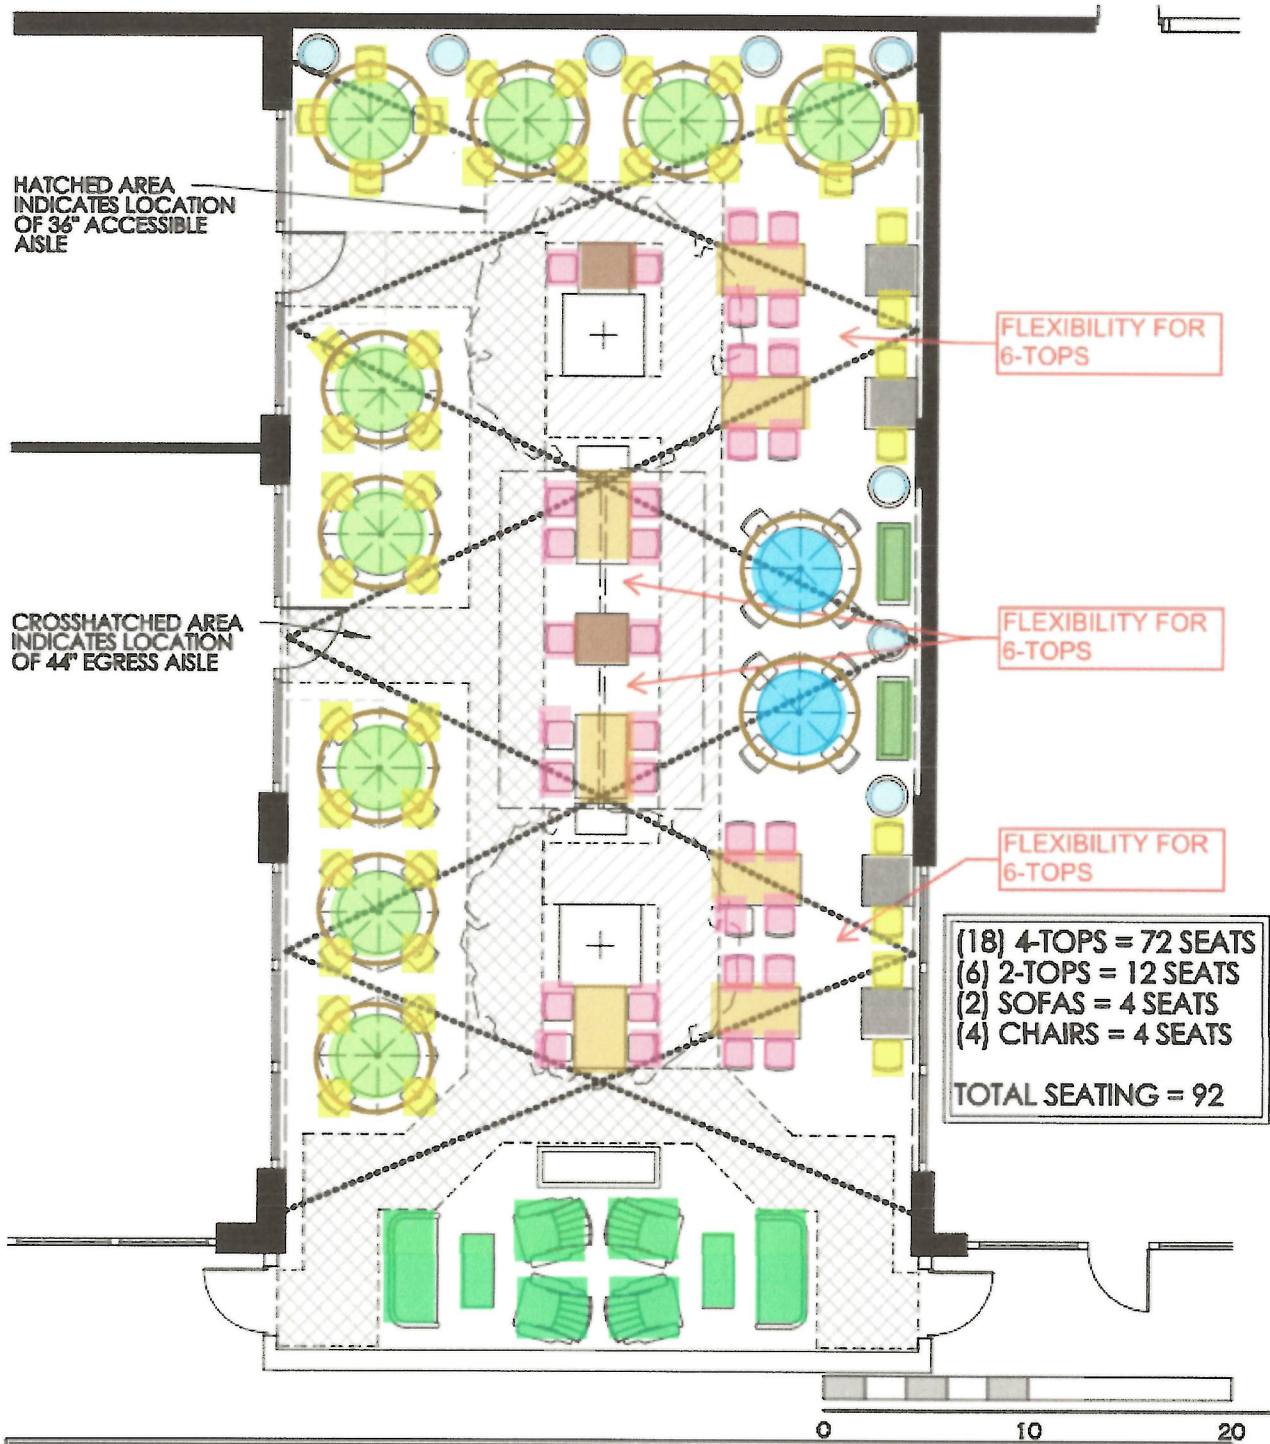 HATCHED AREA
INDICATES LOCATION
OF 36" ACCESSIBLE
AISLE
FLEXIBILITY FOR
6-TOPS
CROSSHATCHED AREA
INDICATES LOCATION
OF 44" EGRESS AISLE
FLEXIBILITY FOR
6-TOPS
FLEXIBILITY FOR
6-TOPS
(18) 4-TOPS = 72 SEATS
(6) 2-TOPS = 12 SEATS
(2) SOFAS = 4 SEATS
(4) CHAIRS = 4 SEATS
TOTAL SEATING = 92
0 10 20